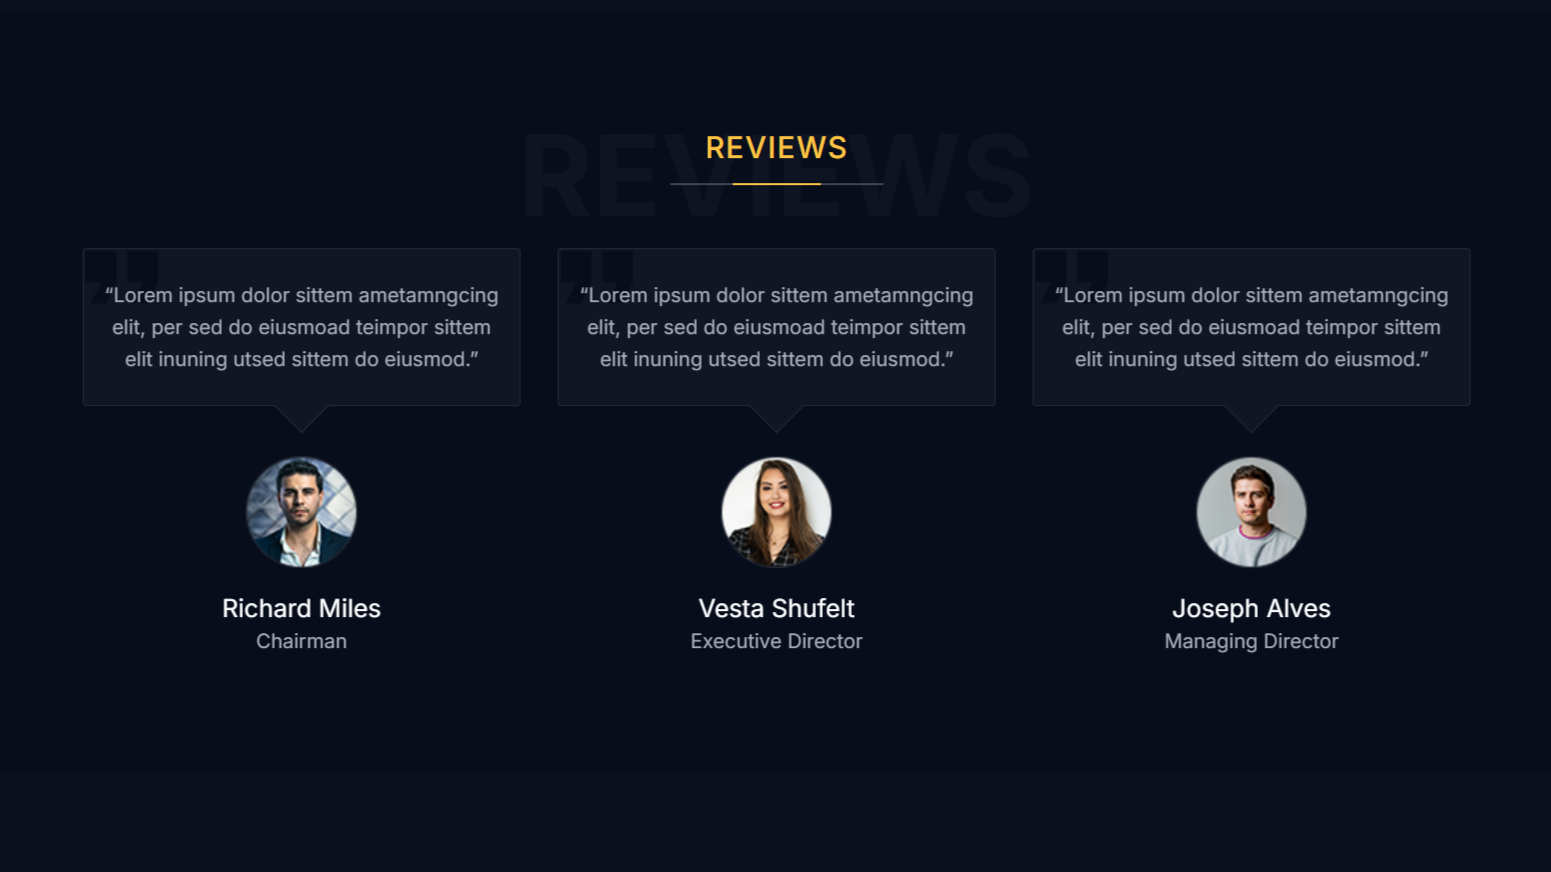 REVIEWS
REVIEWS
“Lorem ipsum dolor sittem ametamngcing
elit, per sed do eiusmoad teimpor sittem
elit inuning utsed sittem do eiusmod.”
Richard Miles
Chairman
“Lorem ipsum dolor sittem ametamngcing
elit, per sed do eiusmoad teimpor sittem
elit inuning utsed sittem do eiusmod.”
Vesta Shufelt
Executive Director
“Lorem ipsum dolor sittem ametamngcing
elit, per sed do eiusmoad teimpor sittem
elit inuning utsed sittem do eiusmod.”
Joseph Alves
Managing Director